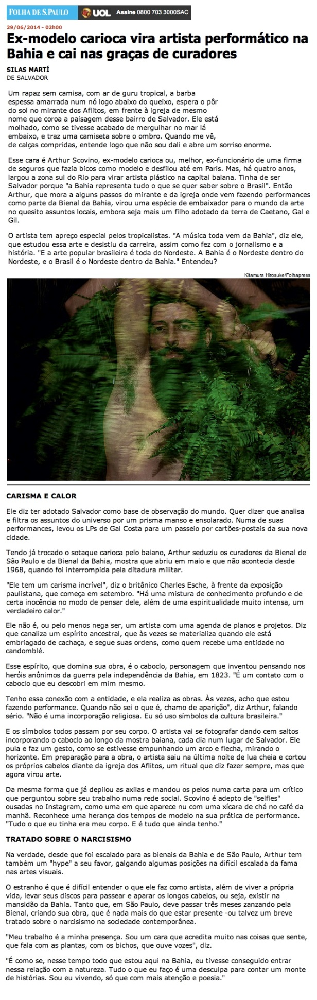 FOLHA DE S.PAULO UOL Assine 0800 703 3000SAC
29/06/2014 - 02h00
Ex-modelo carioca vira artista performático na
Bahia e cai nas graças de curadores
SILAS MARTÍ
DE SALVADOR
Um rapaz sem camisa, com ar de guru tropical, a barba
espessa amarrada num nó logo abaixo do queixo, espera o pôr
do sol no mirante dos Aflitos, em frente à igreja de mesmo
nome que coroa a paisagem desse bairro de Salvador. Ele está
molhado, como se tivesse acabado de mergulhar no mar lá
embaixo, e traz uma camiseta sobre o ombro. Quando me vê,
de calças compridas, entende logo que não sou dali e abre um sorriso enorme.
Esse cara é Arthur Scovino, ex-modelo carioca ou, melhor, ex-funcionário de uma firma
de seguros que fazia bicos como modelo e desfilou até em Paris. Mas, há quatro anos,
largou a zona sul do Rio para virar artista plástico na capital baiana. Tinha de ser
Salvador porque "a Bahia representa tudo o que se quer saber sobre o Brasil". Então
Arthur, que mora a alguns passos do mirante e da igreja onde vem fazendo performances
como parte da Bienal da Bahia, virou uma espécie de embaixador para o mundo da arte
no quesito assuntos locais, embora seja mais um filho adotado da terra de Caetano, Gal e
Gil.
O artista tem apreço especial pelos tropicalistas. "A música toda vem da Bahia", diz ele,
que estudou essa arte e desistiu da carreira, assim como fez com o jornalismo e a
história. "E a arte popular brasileira é toda do Nordeste. A Bahia é o Nordeste dentro do
Nordeste, e o Brasil é o Nordeste dentro da Bahia." Entendeu?
Kitamura Hirosuke/Folhapress
CARISMA E CALOR
Ele diz ter adotado Salvador como base de observação do mundo. Quer dizer que analisa
e filtra os assuntos do universo por um prisma manso e ensolarado. Numa de suas
performances, levou os LPs de Gal Costa para um passeio por cartões-postais da sua nova
cidade.
Tendo já trocado o sotaque carioca pelo baiano, Arthur seduziu os curadores da Bienal de
São Paulo e da Bienal da Bahia, mostra que abriu em maio e que não acontecia desde
1968, quando foi interrompida pela ditadura militar.
"Ele tem um carisma incrível", diz o britânico Charles Esche, à frente da exposição
paulistana, que começa em setembro. "Há uma mistura de conhecimento profundo e de
certa inocência no modo de pensar dele, além de uma espiritualidade muito intensa, um
verdadeiro calor."
Ele não é, ou pelo menos nega ser, um artista com uma agenda de planos e projetos. Diz
que canaliza um espírito ancestral, que às vezes se materializa quando ele está
embriagado de cachaça, e segue suas ordens, como quem recebe uma entidade no
candomblé.
Esse espírito, que domina sua obra, é o caboclo, personagem que inventou pensando nos
heróis anônimos da guerra pela independência da Bahia, em 1823. "É um contato com o
caboclo que eu descobri em mim mesmo.
Tenho essa conexão com a entidade, e ela realiza as obras. Às vezes, acho que estou
fazendo performance. Quando não sei o que é, chamo de aparição", diz Arthur, falando
sério. "Não é uma incorporação religiosa. Eu só uso símbolos da cultura brasileira."
E os símbolos todos passam por seu corpo. O artista vai se fotografar dando cem saltos
incorporando o caboclo ao longo da mostra baiana, cada dia num lugar de Salvador. Ele
pula e faz um gesto, como se estivesse empunhando um arco e flecha, mirando o
horizonte. Em preparação para a obra, o artista saiu na última noite de lua cheia e cortou
os próprios cabelos diante da igreja dos Aflitos, um ritual que diz fazer sempre, mas que
agora virou arte.
Da mesma forma que já depilou as axilas e mandou os pelos numa carta para um crítico
que perguntou sobre seu trabalho numa rede social. Scovino é adepto de "selfies"
ousadas no Instagram, como uma em que aparece nu com uma xícara de chá no café da
manhã. Reconhece uma herança dos tempos de modelo na sua prática de performance.
"Tudo o que eu tinha era meu corpo. E é tudo que ainda tenho."
TRATADO SOBRE O NARCISISMO
Na verdade, desde que foi escalado para as bienais da Bahia e de São Paulo, Arthur tem
também um "hype" a seu favor, galgando algumas posições na difícil escalada da fama
nas artes visuais.
O estranho é que é difícil entender o que ele faz como artista, além de viver a própria
vida, levar seus discos para passear e aparar os longos cabelos, ou seja, existir na
mansidão da Bahia. Tanto que, em São Paulo, deve passar três meses zanzando pela
Bienal, criando sua obra, que é nada mais do que estar presente -ou talvez um breve
tratado sobre o narcisismo na sociedade contemporânea.
"Meu trabalho é a minha presença. Sou um cara que acredita muito nas coisas que sente,
que fala com as plantas, com os bichos, que ouve vozes", diz.
"É como se, nesse tempo todo que estou aqui na Bahia, eu tivesse conseguido entrar
nessa relação com a natureza. Tudo o que eu faço é uma desculpa para contar um monte
de histórias. Sou eu vivendo, só que com mais atenção e poesia."